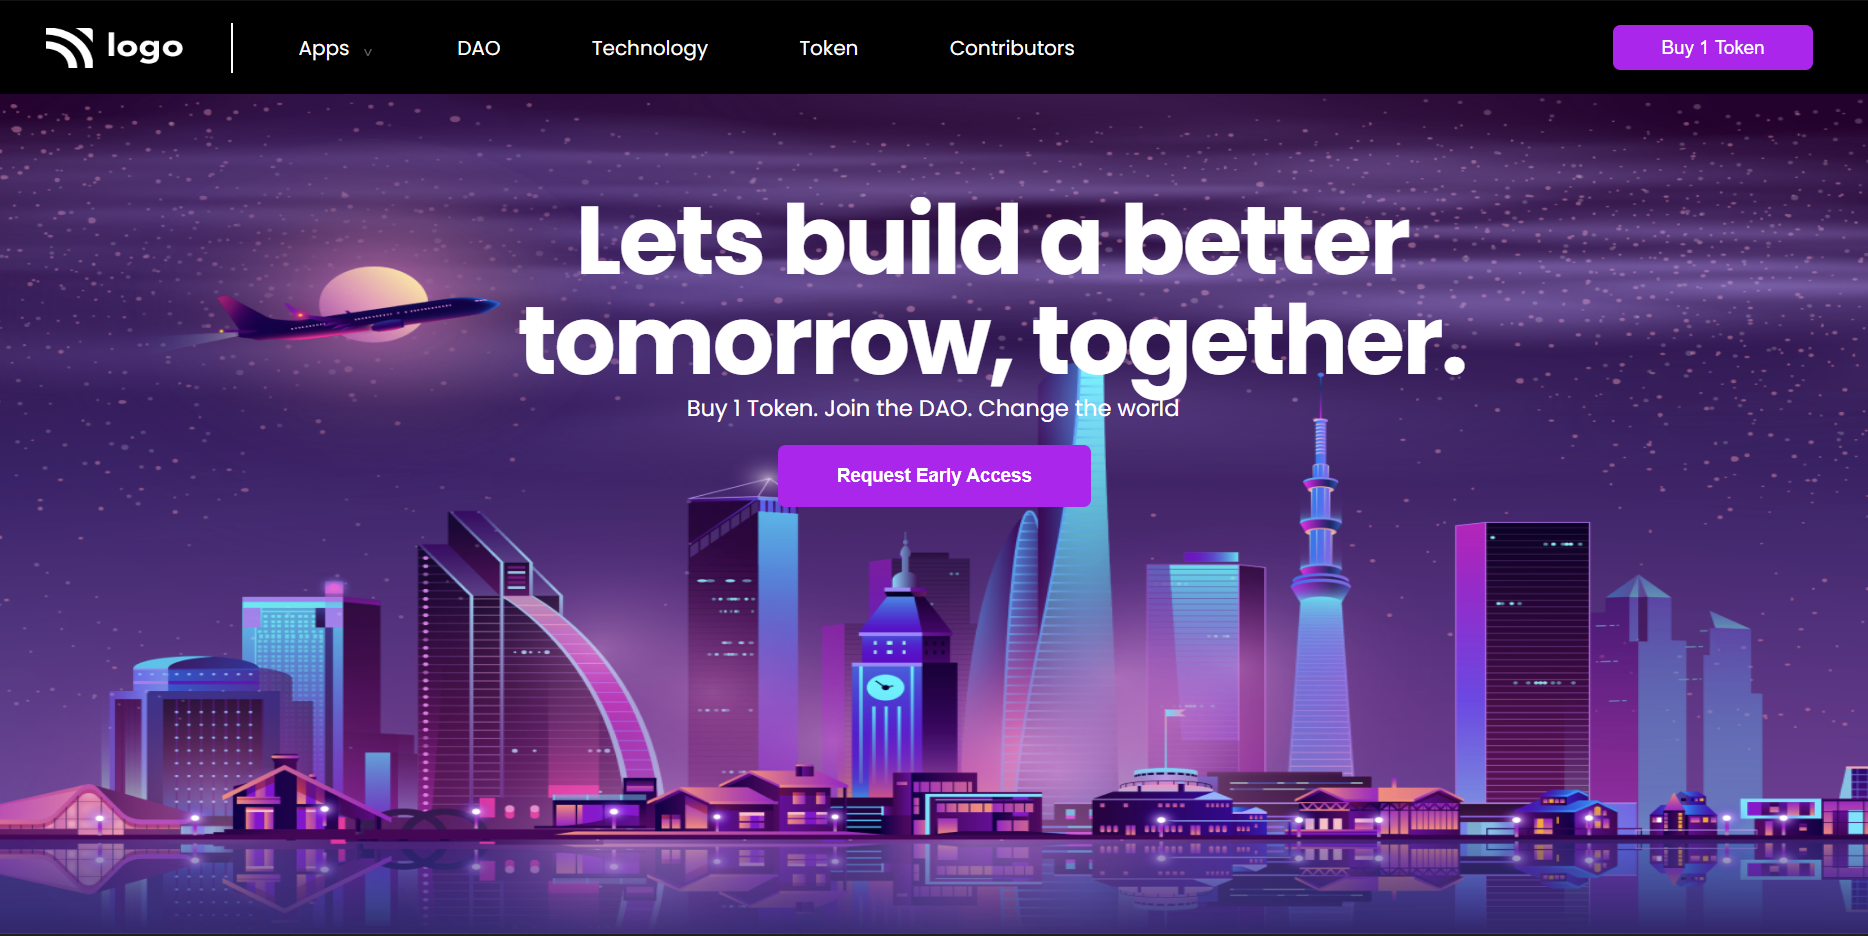 logo
Apps
DAO
Technology
Token
Contributors
Buy 1 Token
Lets build a better
tomorrow, together.
Buy 1 Token. Join the DAO. Change the world
Request Early Access